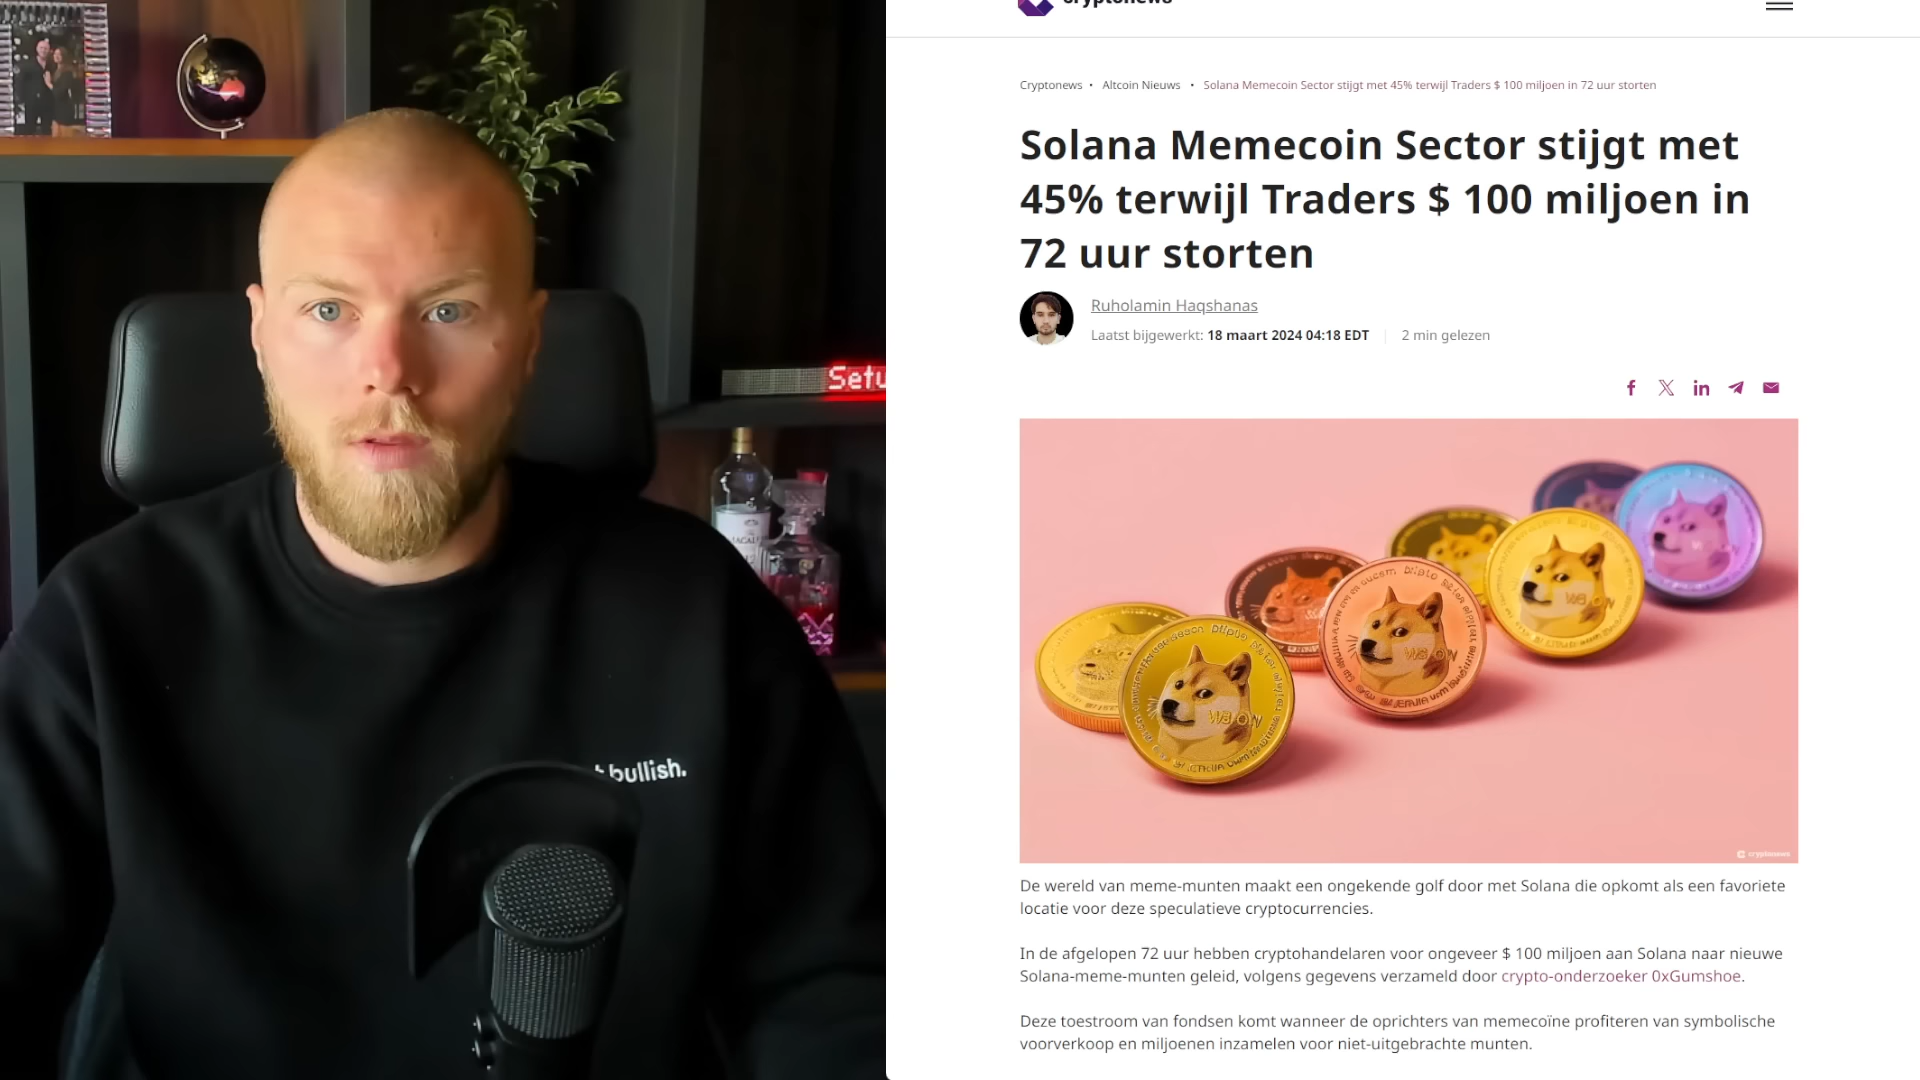 cryptonews
Cryptonews • Altcoin Nieuws • Solana Memecoin Sector stijgt met 45% terwijl Traders $ 100 miljoen in 72 uur storten
Solana Memecoin Sector stijgt met
45% terwijl Traders $ 100 miljoen in
72 uur storten
Ruholamin Haqshanas
Laatst bijgewerkt: 18 maart 2024 04:18 EDT
2 min gelezen
Setu
bullish.
cryptonews
De wereld van meme-munten maakt een ongekende golf door met Solana die opkomt als een favoriete
locatie voor deze speculatieve cryptocurrencies.
In de afgelopen 72 uur hebben cryptohandelaren voor ongeveer $ 100 miljoen aan Solana naar nieuwe
Solana-meme-munten geleid, volgens gegevens verzameld door crypto-onderzoeker 0xGumshoe.
Deze toestroom van fondsen komt wanneer de oprichters van memecoïne profiteren van symbolische
voorverkoop en miljoenen inzamelen voor niet-uitgebrachte munten.